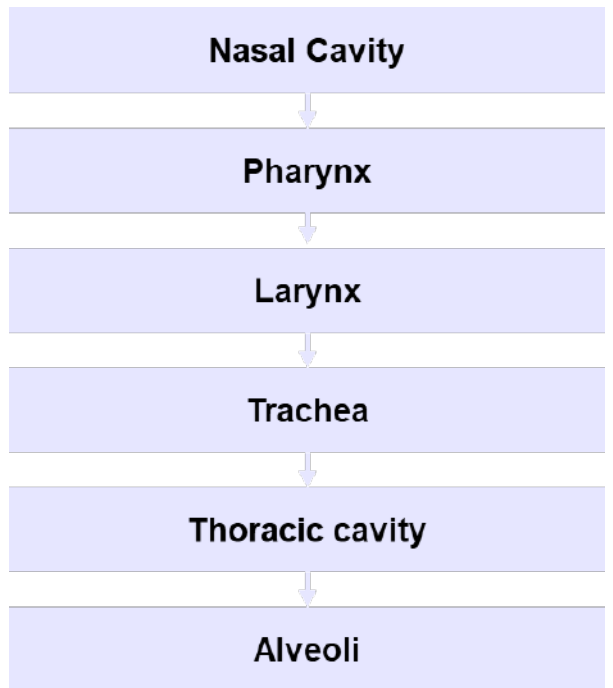 Nasal Cavity
Pharynx
Larynx
Trachea
Thoracic cavity
Alveoli